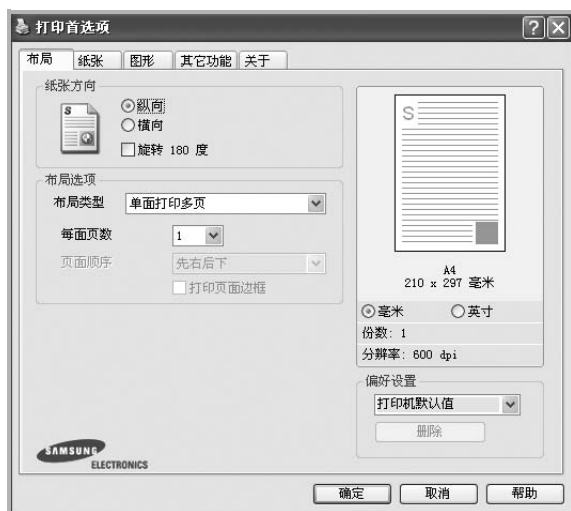 打印首选项
布局 纸张 图形 其它功能 关于
纸张方向
S
纵向
横向
旋转 180 度
布局选项
布局类型 单面打印多页
每面页数 1
页面顺序 先右后下
打印页面边框
SAMSUNG
ELECTRONICS
S
A4
210 x 297 毫米
毫米 英寸
份数: 1
分辨率: 600 dpi
偏好设置
打印机默认值
删除
确定 取消 帮助